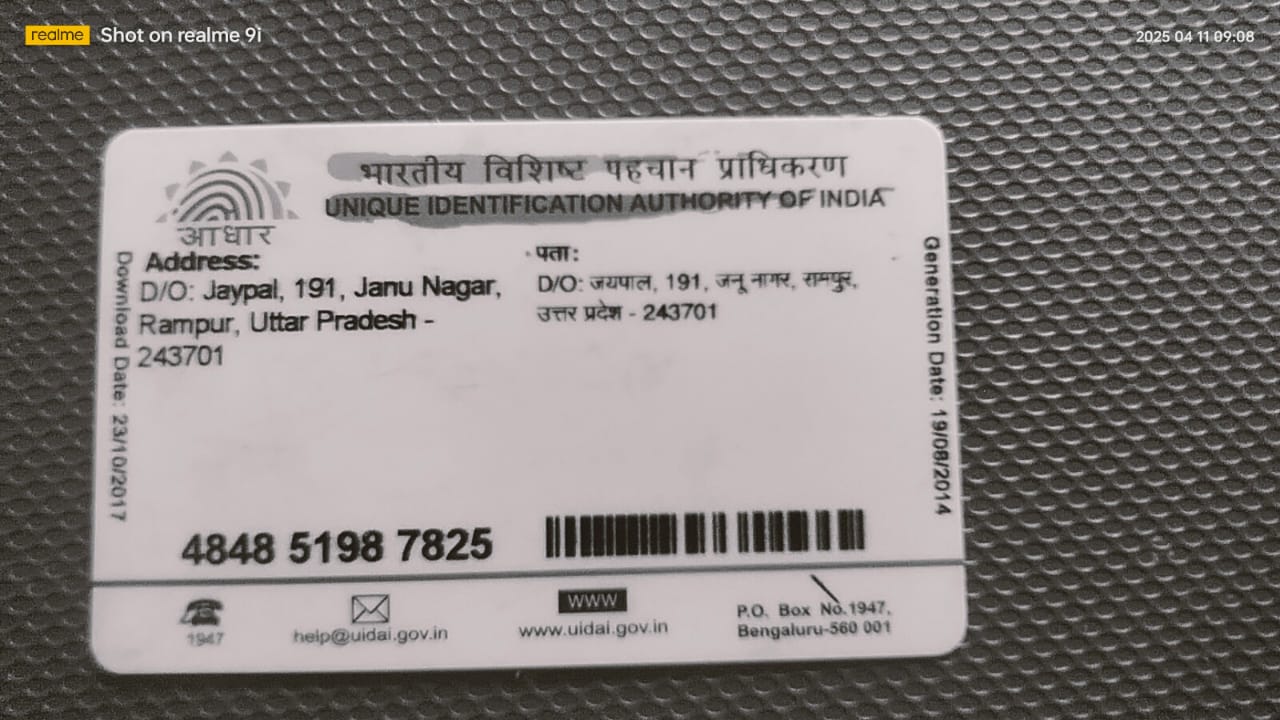 realme Shot on realme 9i
2025 04 11 09:08
भारतीय विशिष्ट पहचान प्राधिकरण
UNIQUE IDENTIFICATION AUTHORITY OF INDIA
आधार
Address:
D/O: Jaypal, 191, Janu Nagar,
Rampur, Uttar Pradesh -
243701
पता:
D/O: जयपाल, 191, जनू नागर, रामपुर,
उत्तर प्रदेश - 243701
Download Date: 23/10/2017
Generation Date: 19/08/2014
4848 5198 7825
1947
help@uidai.gov.in
WWW
www.uidai.gov.in
P.O. Box No.1947,
Bengaluru-560 001